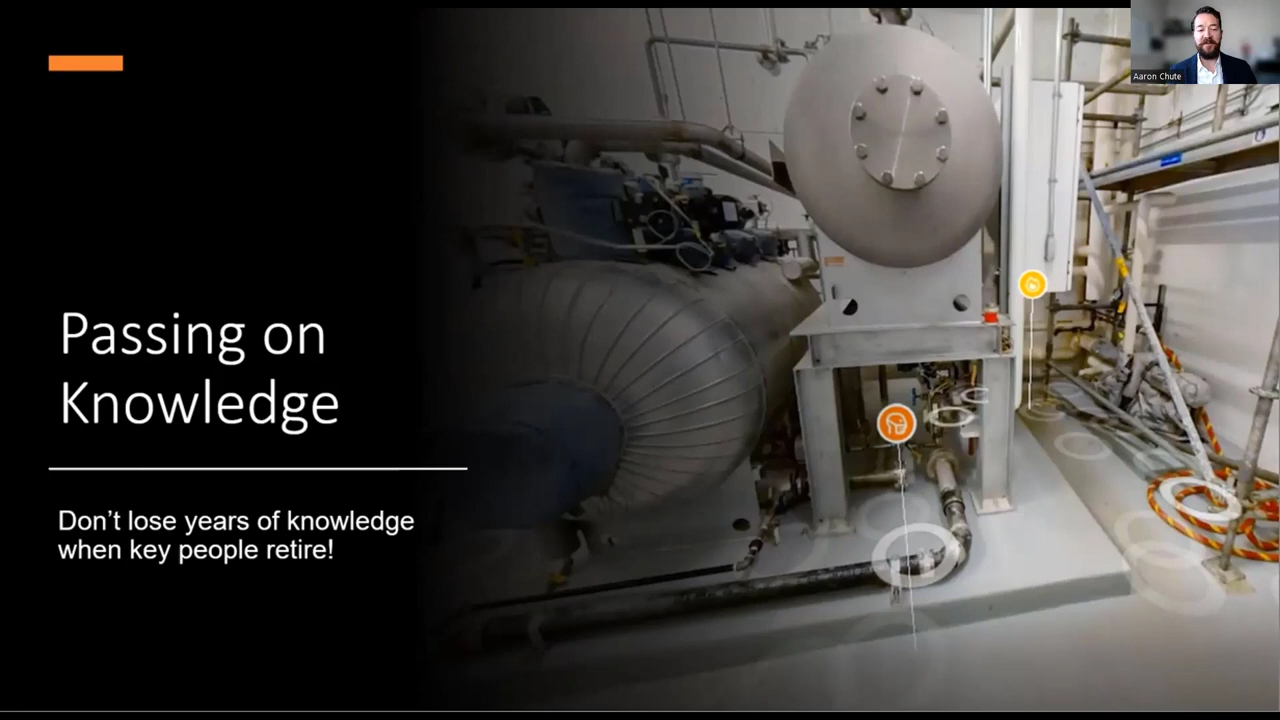 Aaron Chute
Passing on
Knowledge
Don’t lose years of knowledge
when key people retire!